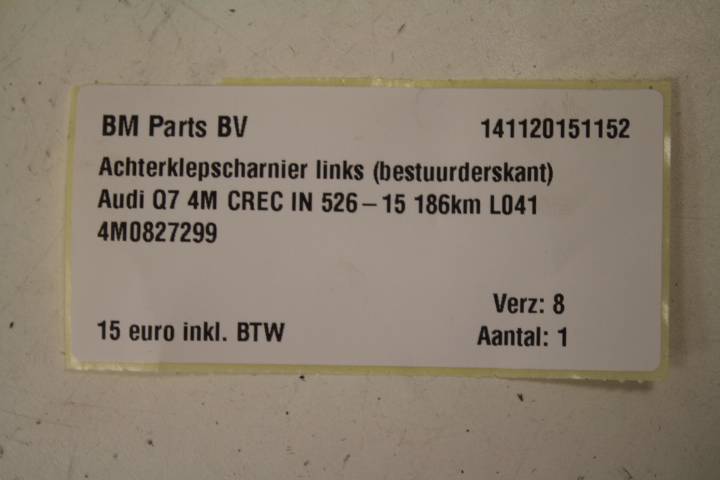 BM Parts BV 141120151152
Achterklepscharnier links (bestuurderskant)
Audi Q7 4M CREC IN 526-15 186km L041
4M0827299
Verz: 8
15 euro inkl. BTW Aantal: 1